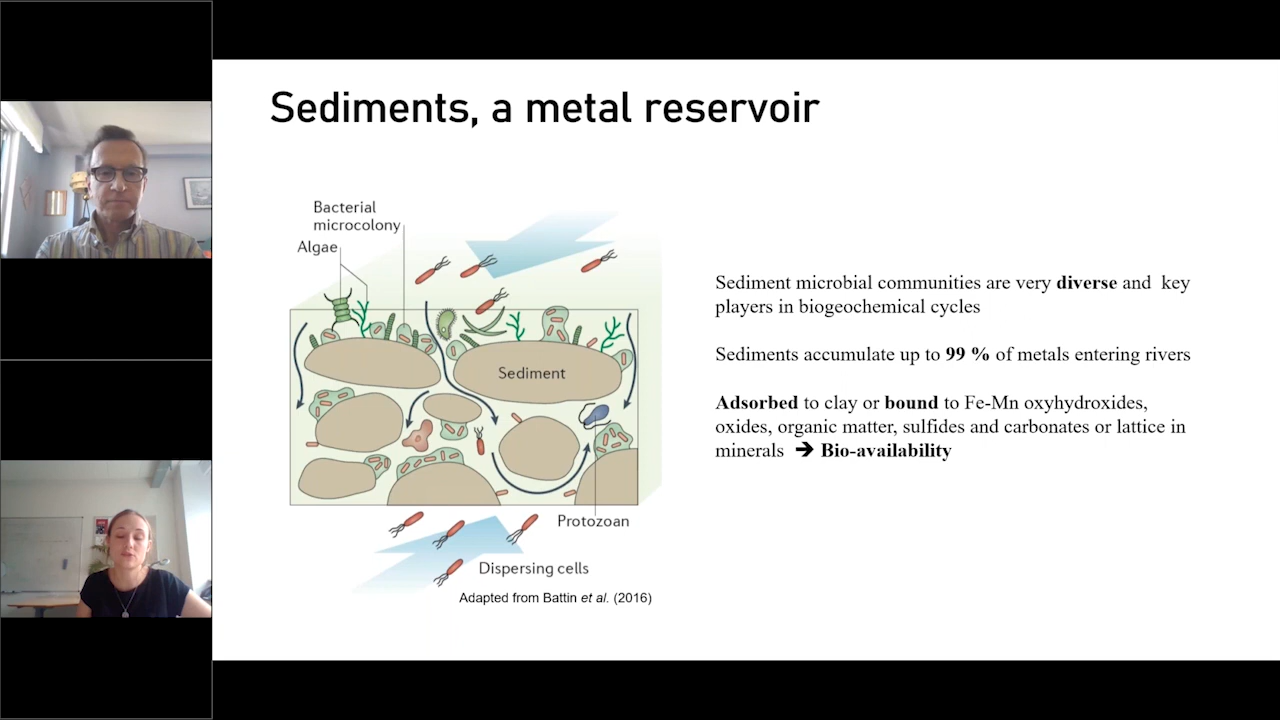 Sediments, a metal reservoir
Bacterial
microcolony
Algae
Sediment
Protozoan
Dispersing cells
Adapted from Battin et al. (2016)
Sediment microbial communities are very diverse and key
players in biogeochemical cycles
Sediments accumulate up to 99 % of metals entering rivers
Adsorbed to clay or bound to Fe-Mn oxyhydroxides,
oxides, organic matter, sulfides and carbonates or lattice in
minerals ➔ Bio-availability